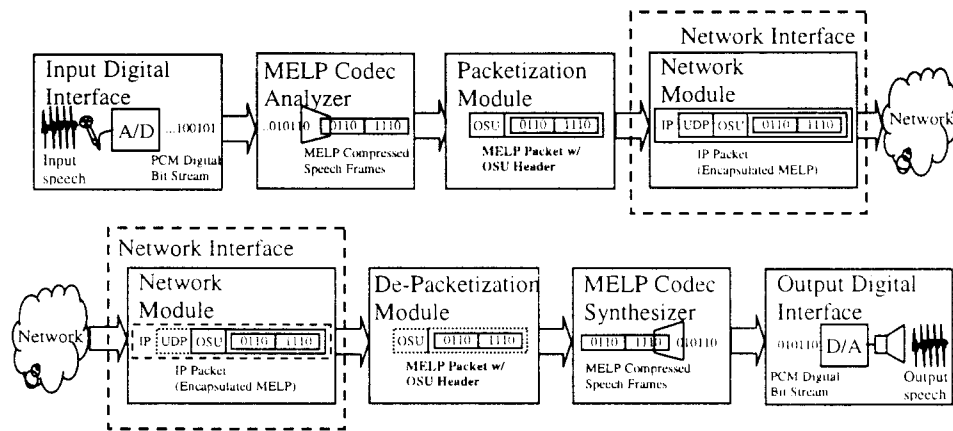 Network Interface
Input Digital
Interface
A/D
...100101
Input
speech
PCM Digital
Bit Stream
MELP Codec
Analyzer
..010110
0110 1110
MELP Compressed
Speech Frames
Packetization
Module
OSU 0110 1110
MELP Packet w/
OSU Header
Network
Module
IP UDP OSU 0110 1110
IP Packet
(Encapsulated MELP)
Network
Network Interface
Network
Network
Module
IP UDP OSU 0110 1110
IP Packet
(Encapsulated MELP)
De-Packetization
Module
OSU 0110 1110
MELP Packet w/
OSU Header
MELP Codec
Synthesizer
0110 1110 010110
MELP Compressed
Speech Frames
Output Digital
Interface
010110
D/A
PCM Digital
Bit Stream
Output
speech